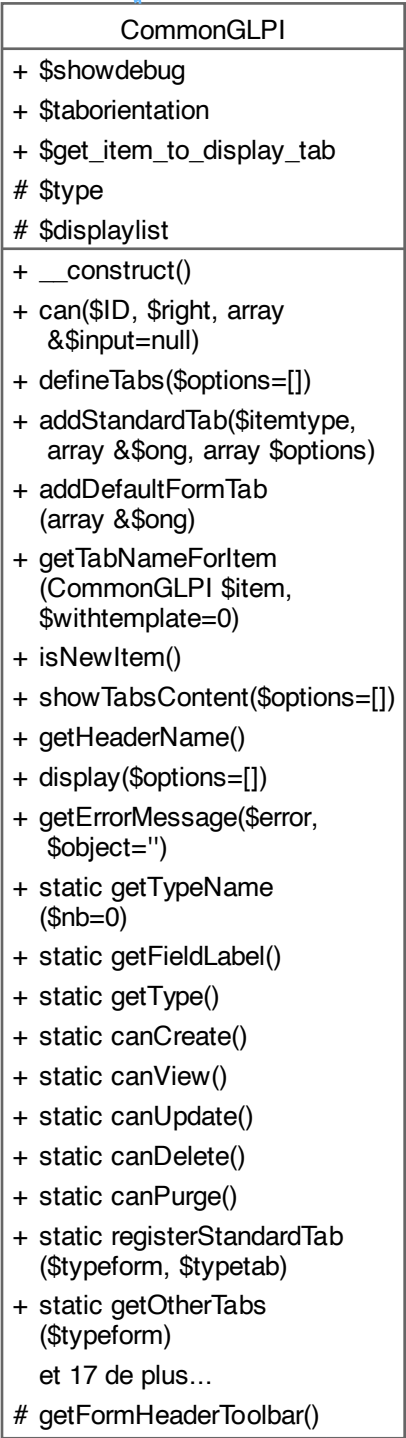 CommonGLPI
+ $showdebug
+ $taborientation
+ $get_item_to_display_tab
# $type
# $displaylist
+ __construct()
+ can($ID, $right, array
&$input=null)
+ defineTabs($options=[])
+ addStandardTab($itemtype,
array &$ong, array $options)
+ addDefaultFormTab
(array &$ong)
+ getTabNameForItem
(CommonGLPI $item,
$withtemplate=0)
+ isNewItem()
+ showTabsContent($options=[])
+ getHeaderName()
+ display($options=[])
+ getErrorMessage($error,
$object='')
+ static getTypeName
($nb=0)
+ static getFieldLabel()
+ static getType()
+ static canCreate()
+ static canView()
+ static canUpdate()
+ static canDelete()
+ static canPurge()
+ static registerStandardTab
($typeform, $typetab)
+ static getOtherTabs
($typeform)
et 17 de plus...
# getFormHeaderToolbar()